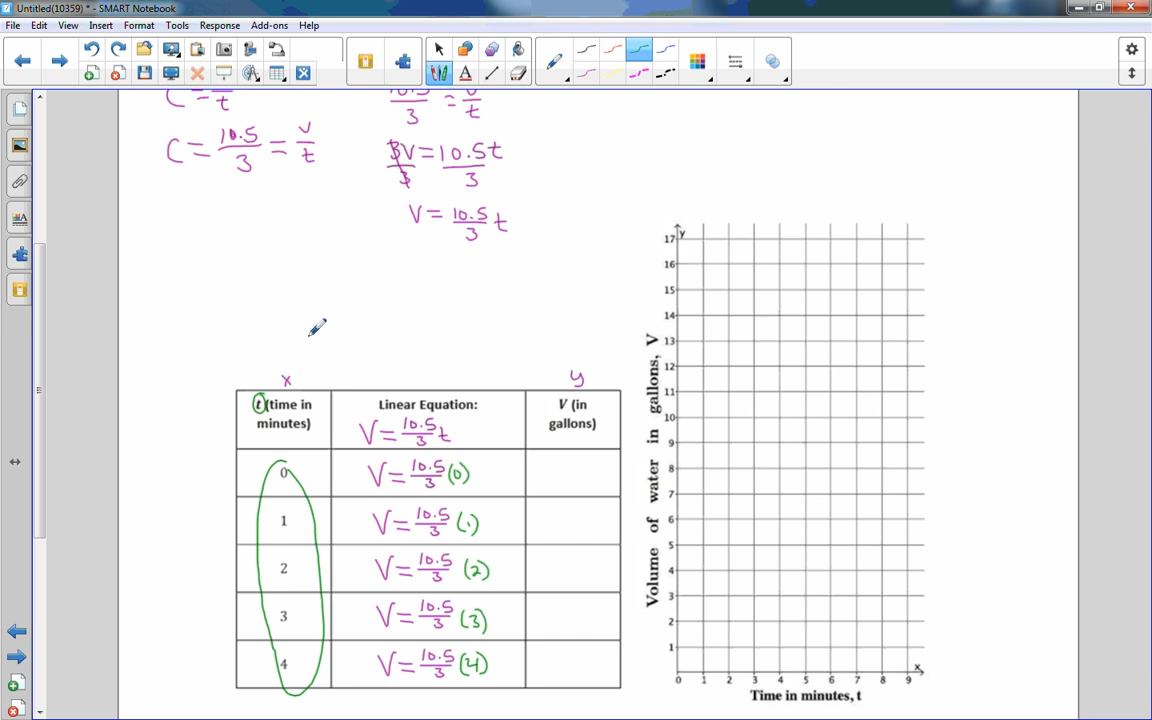 Untitled(10359) * - SMART Notebook
File Edit View Insert Format Tools Response Add-ons Help
C = 10.5/3 = v/t
3V = 10.5t
3 3
V = 10.5/3 t
x
y
t (time in minutes)
Linear Equation:
V = 10.5/3 t
V (in gallons)
0 V = 10.5/3 (0)
1 V = 10.5/3 (1)
2 V = 10.5/3 (2)
3 V = 10.5/3 (3)
4 V = 10.5/3 (4)
Volume of water in gallons, V
y
17
16
15
14
13
12
11
10
9
8
7
6
5
4
3
2
1
x
0 1 2 3 4 5 6 7 8 9
Time in minutes, t